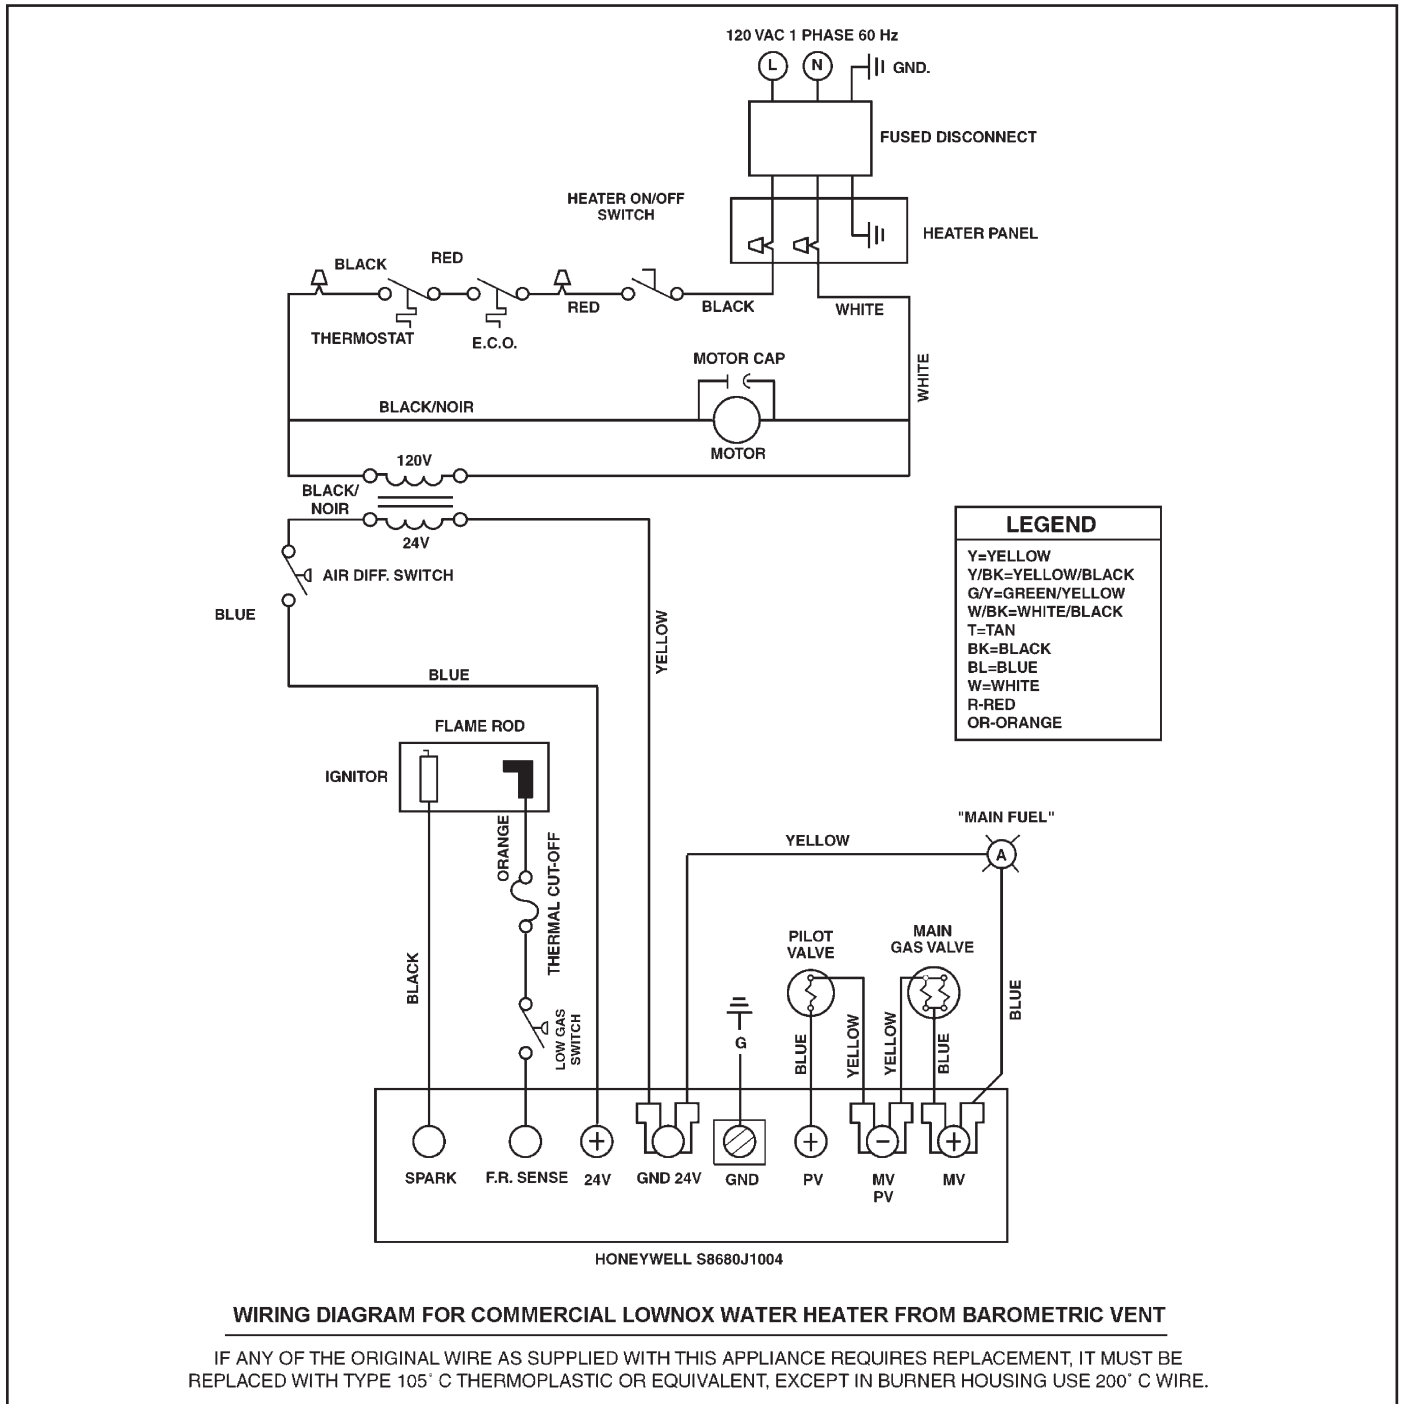 120 VAC 1 PHASE 60 Hz
L
N
GND.
FUSED DISCONNECT
HEATER ON/OFF
SWITCH
HEATER PANEL
BLACK
RED
RED
BLACK
WHITE
THERMOSTAT
E.C.O.
MOTOR CAP
WHITE
BLACK/NOIR
MOTOR
120V
BLACK/
NOIR
24V
AIR DIFF. SWITCH
BLUE
YELLOW
BLUE
LEGEND
Y=YELLOW
Y/BK=YELLOW/BLACK
G/Y=GREEN/YELLOW
W/BK=WHITE/BLACK
T=TAN
BK=BLACK
BL=BLUE
W=WHITE
R-RED
OR-ORANGE
FLAME ROD
IGNITOR
ORANGE
THERMAL CUT-OFF
BLACK
LOW GAS
SWITCH
"MAIN FUEL"
YELLOW
A
PILOT
VALVE
MAIN
GAS VALVE
G
BLUE
YELLOW
YELLOW
BLUE
BLUE
+
+
-
+
SPARK
F.R. SENSE
24V
GND 24V
GND
PV
MV
PV
MV
HONEYWELL S8680J1004
WIRING DIAGRAM FOR COMMERCIAL LOWNOX WATER HEATER FROM BAROMETRIC VENT
IF ANY OF THE ORIGINAL WIRE AS SUPPLIED WITH THIS APPLIANCE REQUIRES REPLACEMENT, IT MUST BE
REPLACED WITH TYPE 105° C THERMOPLASTIC OR EQUIVALENT, EXCEPT IN BURNER HOUSING USE 200° C WIRE.